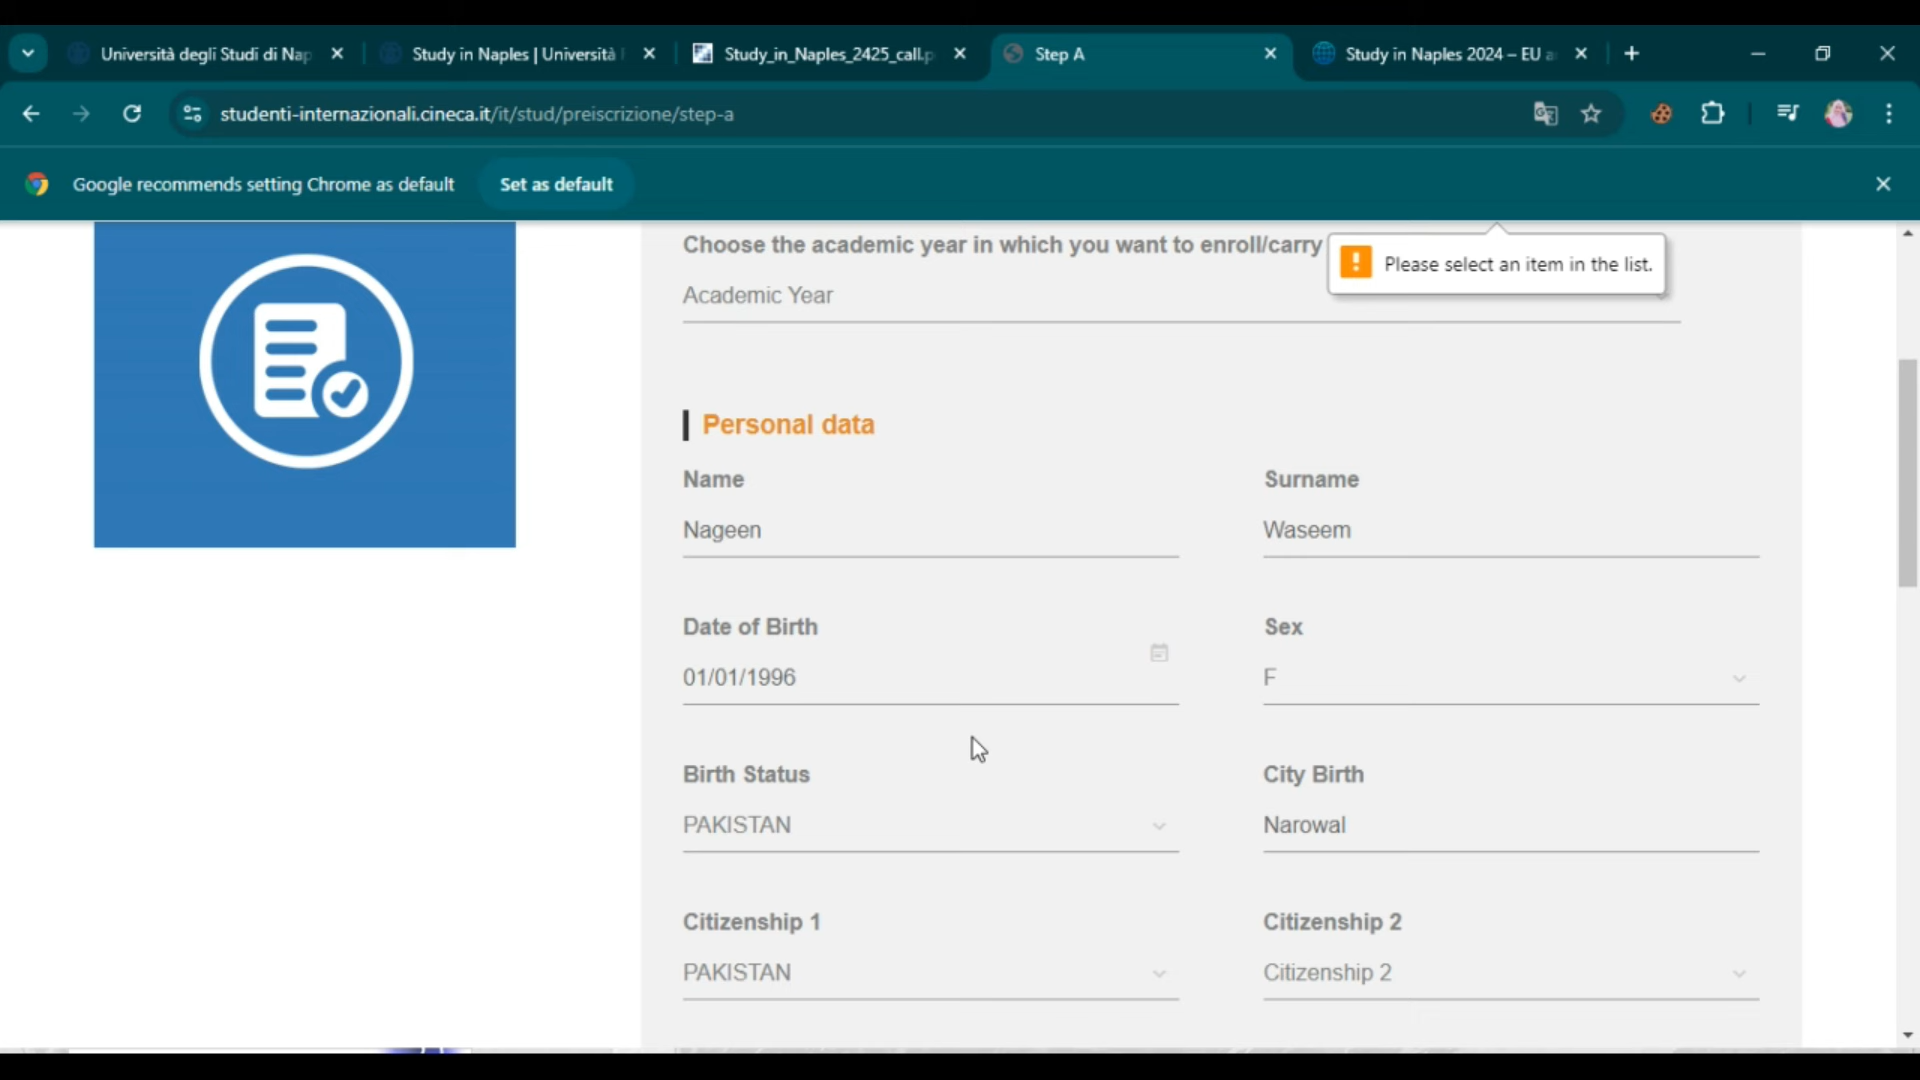 Università degli Studi di Nap
Study in Naples | Università
Study_in_Naples_2425_call.p
Step A
Study in Naples 2024 – EU a
studenti-internazionali.cineca.it/it/stud/preiscrizione/step-a
Google recommends setting Chrome as default
Set as default
Choose the academic year in which you want to enroll/carry
Please select an item in the list.
Academic Year
Personal data
Name
Surname
Nageen
Waseem
Date of Birth
Sex
01/01/1996
F
Birth Status
City Birth
PAKISTAN
Narowal
Citizenship 1
Citizenship 2
PAKISTAN
Citizenship 2